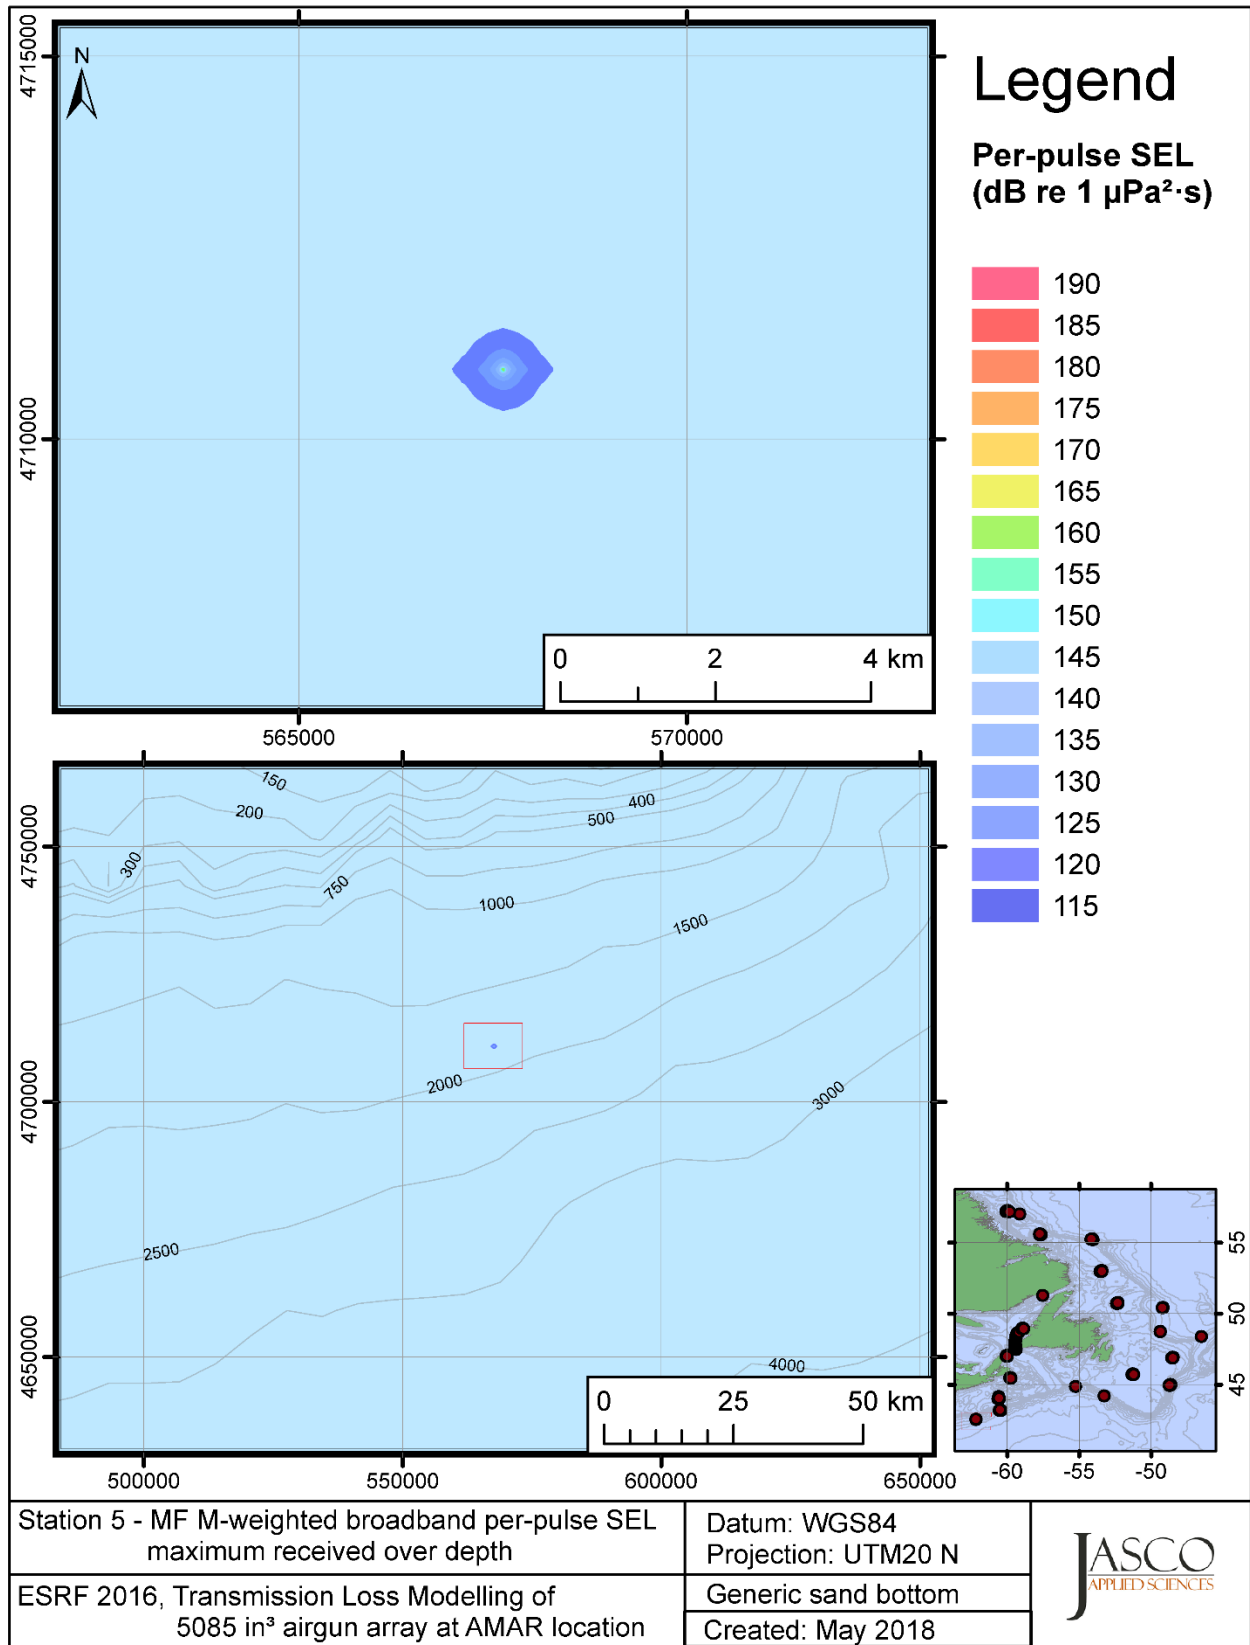 N
4715000
4710000
0 2 4 km
565000 570000
Legend
Per-pulse SEL
(dB re 1 µPa²·s)
190
185
180
175
170
165
160
155
150
145
140
135
130
125
120
115
150
200
300
400
500
750
1000
1500
2000
2500
3000
4000
4750000
4700000
4650000
0 25 50 km
500000 550000 600000 650000
55
50
45
-60 -55 -50
Station 5 - MF M-weighted broadband per-pulse SEL
maximum received over depth
ESRF 2016, Transmission Loss Modelling of
5085 in³ airgun array at AMAR location
Datum: WGS84
Projection: UTM20 N
Generic sand bottom
Created: May 2018
JASCO
APPLIED SCIENCES